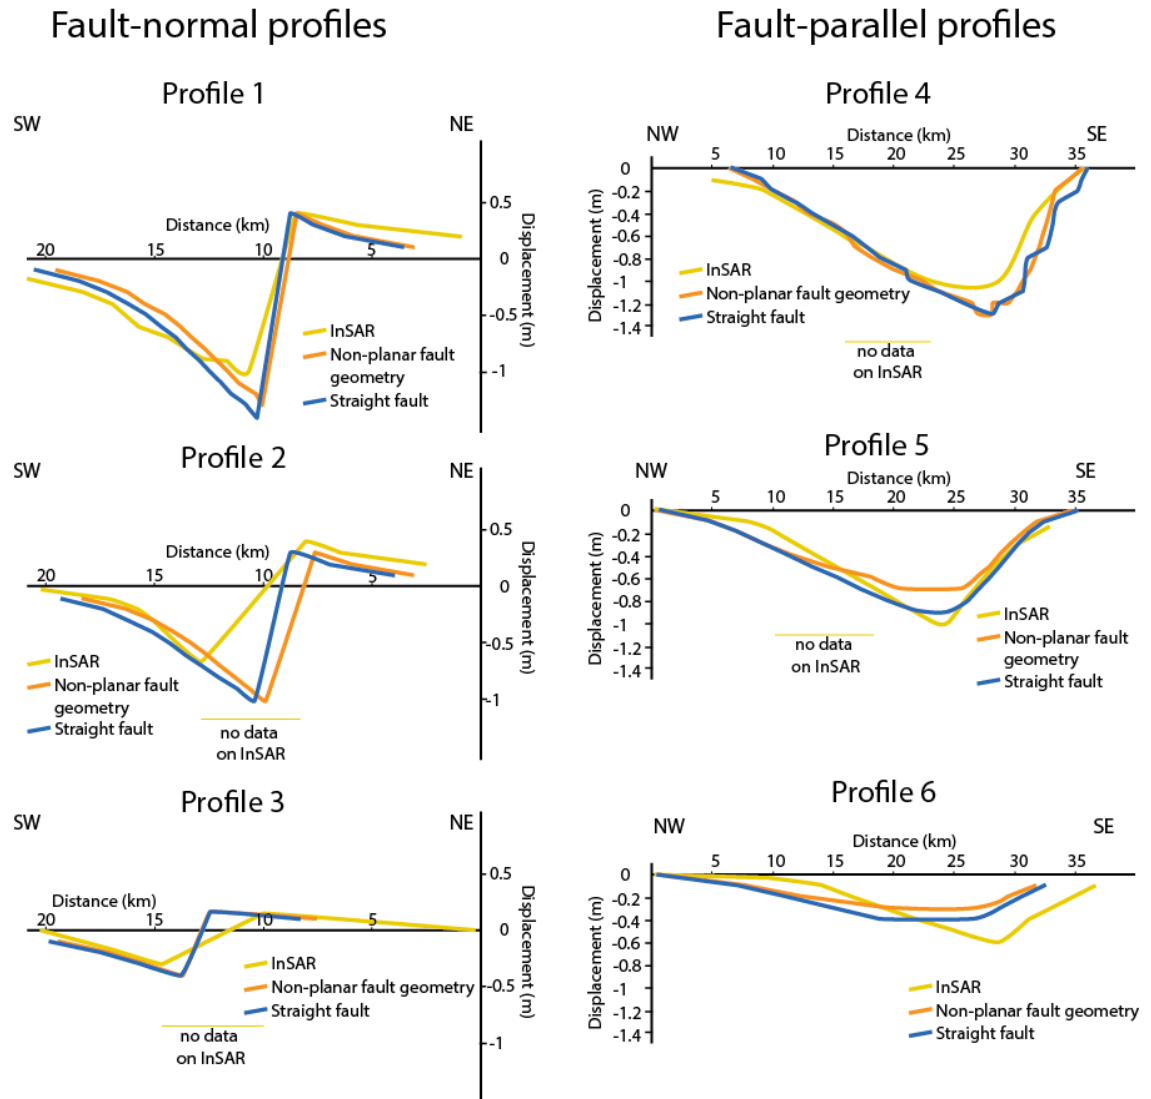 Fault-normal profiles
Profile 1
SW
NE
Distance (km)
20
15
10
5
0.5
0
-0.5
-1
Displacement (m)
InSAR
Non-planar fault
geometry
Straight fault
Profile 2
SW
NE
Distance (km)
20
15
10
5
0.5
0
-0.5
-1
Displacement (m)
InSAR
Non-planar fault
geometry
Straight fault
no data
on InSAR
Profile 3
SW
NE
Distance (km)
20
15
10
5
0.5
0
-0.5
-1
Displacement (m)
InSAR
Non-planar fault geometry
Straight fault
no data
on InSAR
Fault-parallel profiles
Profile 4
NW
SE
Distance (km)
5
10
15
20
25
30
35
0
-0.2
-0.4
-0.6
-0.8
-1
-1.2
-1.4
Displacement (m)
InSAR
Non-planar fault geometry
Straight fault
no data
on InSAR
Profile 5
NW
SE
Distance (km)
5
10
15
20
25
30
35
0
-0.2
-0.4
-0.6
-0.8
-1
-1.2
-1.4
Displacement (m)
InSAR
Non-planar fault
geometry
Straight fault
no data
on InSAR
Profile 6
NW
SE
Distance (km)
5
10
15
20
25
30
35
0
-0.2
-0.4
-0.6
-0.8
-1
-1.2
-1.4
Displacement (m)
InSAR
Non-planar fault geometry
Straight fault